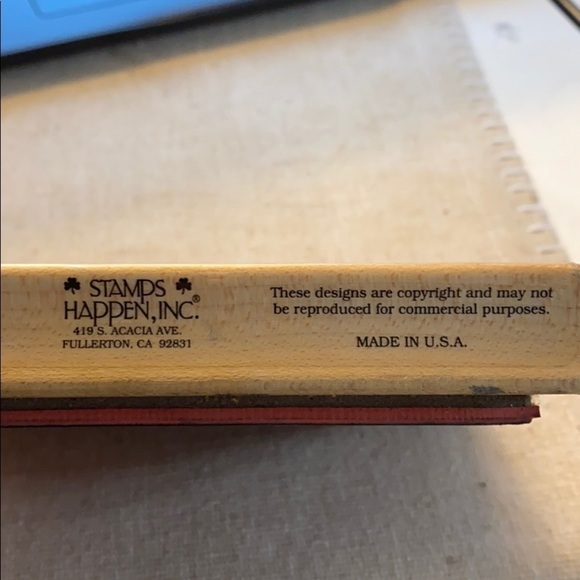 STAMPS
HAPPEN, INC.®
419 S. ACACIA AVE.
FULLERTON, CA 92831
These designs are copyright and may not
be reproduced for commercial purposes.
MADE IN U.S.A.